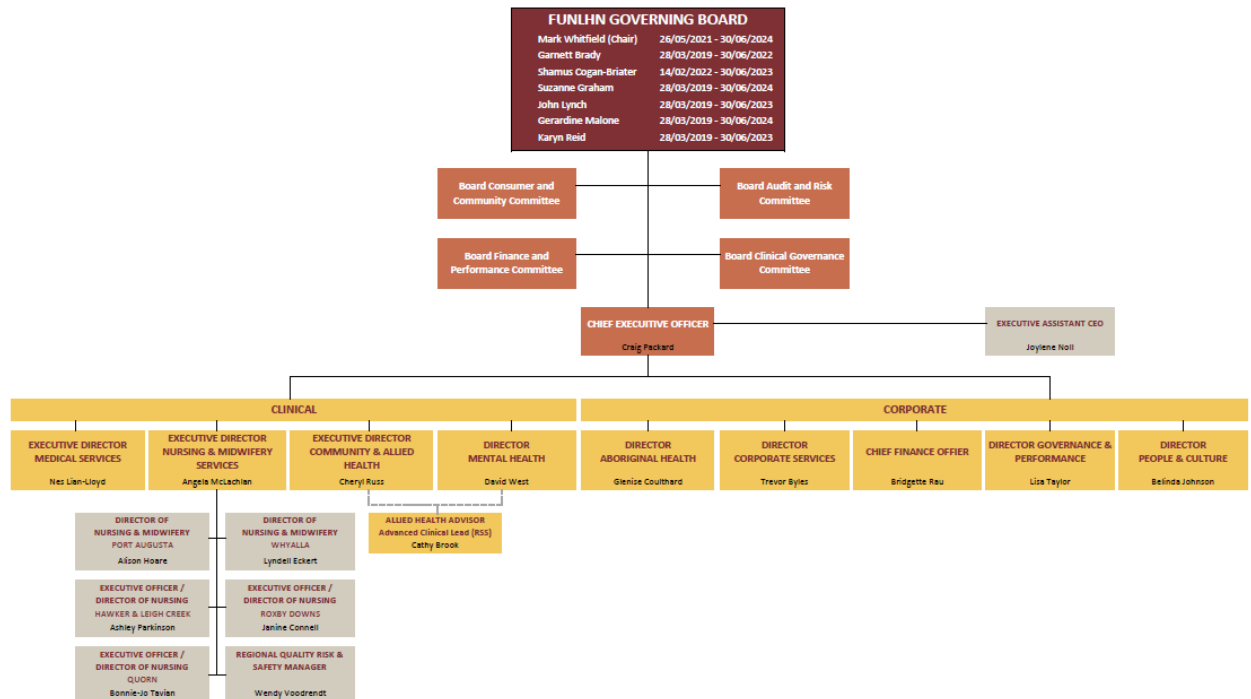 FUNLHN GOVERNING BOARD
Mark Whitfield (Chair) 26/05/2021 - 30/06/2024
Garnett Brady 28/03/2019 - 30/06/2022
Shamus Cogan-Briater 14/02/2022 - 30/06/2023
Suzanne Graham 28/03/2019 - 30/06/2024
John Lynch 28/03/2019 - 30/06/2023
Gerardine Malone 28/03/2019 - 30/06/2024
Karyn Reid 28/03/2019 - 30/06/2023
Board Consumer and
Community Committee
Board Audit and Risk
Committee
Board Finance and
Performance Committee
Board Clinical Governance
Committee
CHIEF EXECUTIVE OFFICER
Craig Packard
EXECUTIVE ASSISTANT CEO
Joylene Noll
CLINICAL
CORPORATE
EXECUTIVE DIRECTOR
MEDICAL SERVICES
Nes Lian-Lloyd
EXECUTIVE DIRECTOR
NURSING & MIDWIFERY
SERVICES
Angela McLachlan
EXECUTIVE DIRECTOR
COMMUNITY & ALLIED
HEALTH
Cheryl Russ
DIRECTOR
MENTAL HEALTH
David West
DIRECTOR
ABORIGINAL HEALTH
Glenise Coulthard
DIRECTOR
CORPORATE SERVICES
Trevor Byles
CHIEF FINANCE OFFIER
Bridgette Rau
DIRECTOR GOVERNANCE &
PERFORMANCE
Lisa Taylor
DIRECTOR
PEOPLE & CULTURE
Belinda Johnson
ALLIED HEALTH ADVISOR
Advanced Clinical Lead (RSS)
Cathy Brook
DIRECTOR OF
NURSING & MIDWIFERY
PORT AUGUSTA
Alison Hoare
DIRECTOR OF
NURSING & MIDWIFERY
WHYALLA
Lyndell Eckert
EXECUTIVE OFFICER /
DIRECTOR OF NURSING
HAWKER & LEIGH CREEK
Ashley Parkinson
EXECUTIVE OFFICER /
DIRECTOR OF NURSING
ROXBY DOWNS
Janine Connell
EXECUTIVE OFFICER /
DIRECTOR OF NURSING
QUORN
Bonnie-Jo Tavian
REGIONAL QUALITY RISK &
SAFETY MANAGER
Wendy Voodrendt